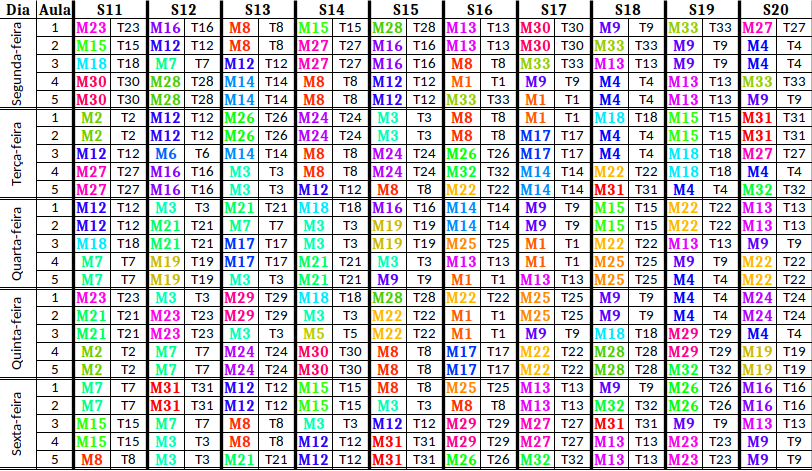 Dia Aula S11 S12 S13 S14 S15 S16 S17 S18 S19 S20
Segunda-feira
1 M23 T23 M16 T16 M8 T8 M15 T15 M28 T28 M13 T13 M30 T30 M9 T9 M33 T33 M27 T27
2 M15 T15 M12 T12 M8 T8 M27 T27 M16 T16 M13 T13 M30 T30 M33 T33 M9 T9 M4 T4
3 M18 T18 M7 T7 M12 T12 M27 T27 M16 T16 M8 T8 M33 T33 M13 T13 M9 T9 M4 T4
4 M30 T30 M28 T28 M14 T14 M8 T8 M12 T12 M1 T1 M9 T9 M4 T4 M13 T13 M33 T33
5 M30 T30 M28 T28 M14 T14 M8 T8 M12 T12 M33 T33 M1 T1 M4 T4 M13 T13 M9 T9
Terça-feira
1 M2 T2 M12 T12 M26 T26 M24 T24 M3 T3 M8 T8 M1 T1 M18 T18 M15 T15 M31 T31
2 M2 T2 M12 T12 M26 T26 M24 T24 M3 T3 M8 T8 M17 T17 M4 T4 M15 T15 M31 T31
3 M12 T12 M6 T6 M14 T14 M8 T8 M24 T24 M26 T26 M17 T17 M4 T4 M18 T18 M27 T27
4 M27 T27 M16 T16 M3 T3 M8 T8 M24 T24 M32 T32 M14 T14 M22 T22 M18 T18 M4 T4
5 M27 T27 M16 T16 M3 T3 M12 T12 M8 T8 M22 T22 M14 T14 M31 T31 M4 T4 M32 T32
Quarta-feira
1 M12 T12 M3 T3 M21 T21 M18 T18 M16 T16 M14 T14 M9 T9 M15 T15 M22 T22 M13 T13
2 M12 T12 M21 T21 M7 T7 M3 T3 M19 T19 M14 T14 M9 T9 M15 T15 M22 T22 M13 T13
3 M18 T18 M21 T21 M17 T17 M3 T3 M19 T19 M25 T25 M1 T1 M22 T22 M13 T13 M9 T9
4 M7 T7 M19 T19 M17 T17 M21 T21 M3 T3 M13 T13 M1 T1 M25 T25 M9 T9 M22 T22
5 M7 T7 M19 T19 M3 T3 M21 T21 M9 T9 M1 T1 M13 T13 M25 T25 M4 T4 M22 T22
Quinta-feira
1 M23 T23 M3 T3 M29 T29 M18 T18 M28 T28 M22 T22 M25 T25 M9 T9 M4 T4 M24 T24
2 M21 T21 M23 T23 M29 T29 M3 T3 M22 T22 M1 T1 M25 T25 M9 T9 M4 T4 M24 T24
3 M21 T21 M23 T23 M3 T3 M5 T5 M22 T22 M1 T1 M9 T9 M18 T18 M29 T29 M4 T4
4 M2 T2 M7 T7 M24 T24 M30 T30 M8 T8 M17 T17 M22 T22 M28 T28 M29 T29 M19 T19
5 M2 T2 M7 T7 M24 T24 M30 T30 M8 T8 M17 T17 M22 T22 M28 T28 M32 T32 M19 T19
Sexta-feira
1 M7 T7 M31 T31 M12 T12 M15 T15 M8 T8 M25 T25 M13 T13 M9 T9 M26 T26 M16 T16
2 M7 T7 M31 T31 M12 T12 M15 T15 M3 T3 M8 T8 M13 T13 M32 T32 M26 T26 M16 T16
3 M15 T15 M7 T7 M8 T8 M3 T3 M12 T12 M29 T29 M27 T27 M31 T31 M9 T9 M13 T13
4 M15 T15 M3 T3 M8 T8 M12 T12 M31 T31 M29 T29 M27 T27 M13 T13 M23 T23 M9 T9
5 M8 T8 M3 T3 M21 T21 M12 T12 M31 T31 M26 T26 M32 T32 M13 T13 M23 T23 M9 T9